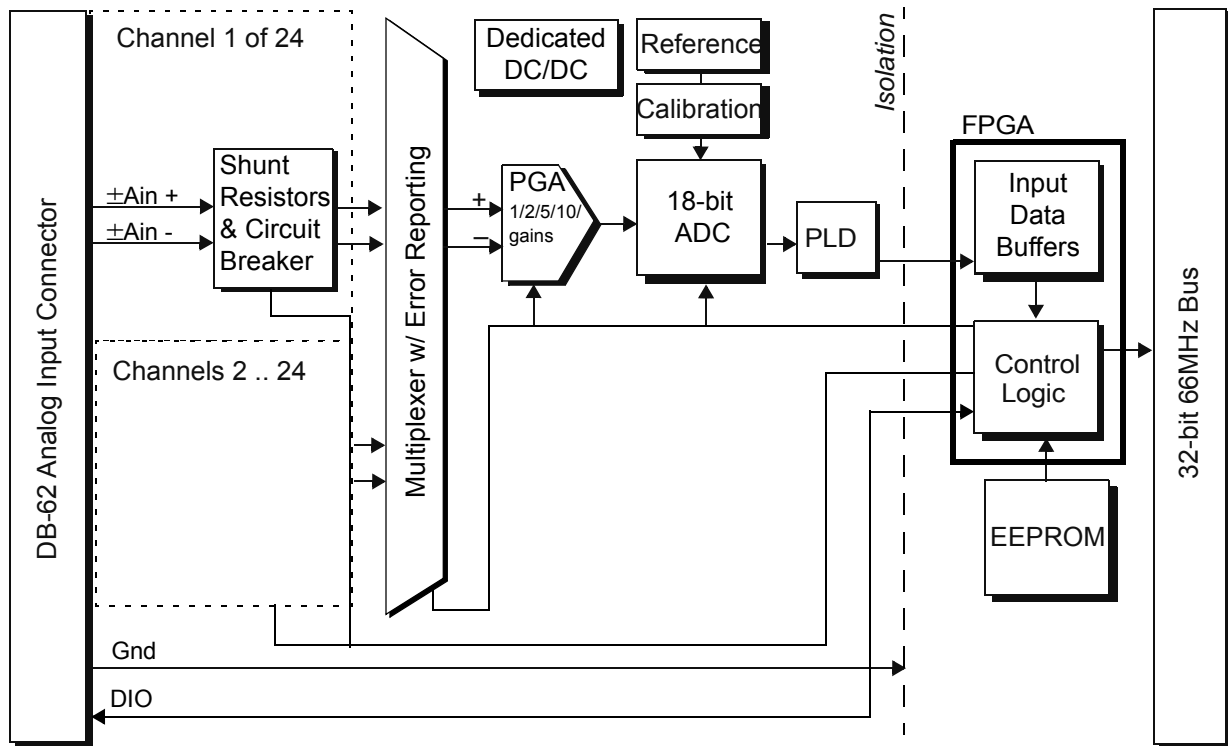 Channel 1 of 24
Dedicated
DC/DC
Reference
Calibration
Isolation
FPGA
DB-62 Analog Input Connector
±Ain +
±Ain -
Shunt
Resistors
& Circuit
Breaker
Multiplexer w/ Error Reporting
+
−
PGA
1/2/5/10/
gains
18-bit
ADC
PLD
Input
Data
Buffers
32-bit 66MHz Bus
Channels 2 .. 24
Control
Logic
EEPROM
Gnd
DIO